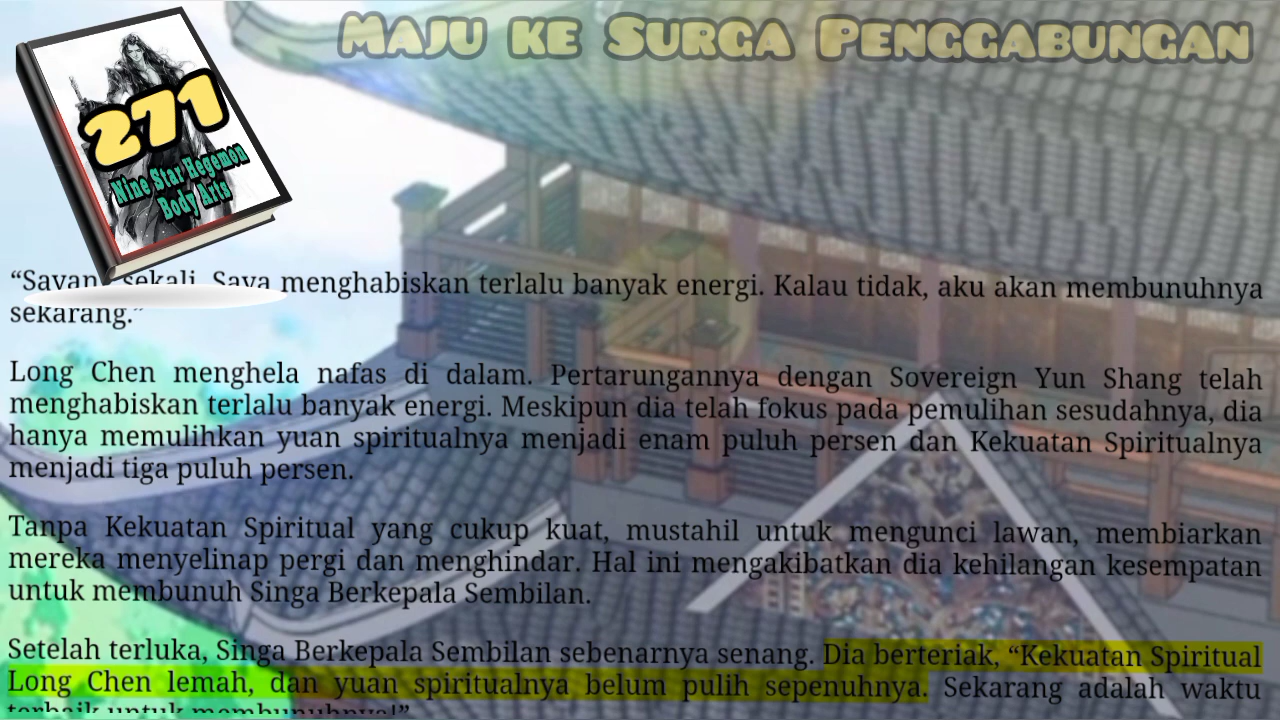 Maju ke Surga Penggabungan
271
Nine Star Hegemon
Body Arts
“Sayang sekali. Saya menghabiskan terlalu banyak energi. Kalau tidak, aku akan membunuhnya
sekarang.”
Long Chen menghela nafas di dalam. Pertarungannya dengan Sovereign Yun Shang telah
menghabiskan terlalu banyak energi. Meskipun dia telah fokus pada pemulihan sesudahnya, dia
hanya memulihkan yuan spiritualnya menjadi enam puluh persen dan Kekuatan Spiritualnya
menjadi tiga puluh persen.
Tanpa Kekuatan Spiritual yang cukup kuat, mustahil untuk mengunci lawan, membiarkan
mereka menyelinap pergi dan menghindar. Hal ini mengakibatkan dia kehilangan kesempatan
untuk membunuh Singa Berkepala Sembilan.
Setelah terluka, Singa Berkepala Sembilan sebenarnya senang. Dia berteriak, “Kekuatan Spiritual
Long Chen lemah, dan yuan spiritualnya belum pulih sepenuhnya. Sekarang adalah waktu
terbaik untuk membunuhnya!”